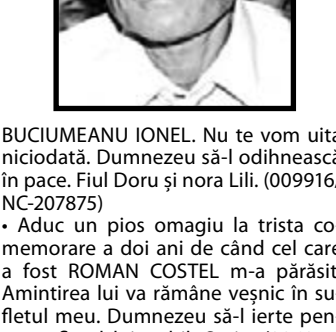 BUCIUMEANU IONEL. Nu te vom uita
niciodată. Dumnezeu să-l odihnească
în pace. Fiul Doru și nora Lili. (009916,
NC-207875)
• Aduc un pios omagiu la trista co-
memorare a doi ani de când cel care
a fost ROMAN COSTEL m-a părăsit.
Amintirea lui va rămâne veșnic în su-
fletul meu. Dumnezeu să-l ierte pen-